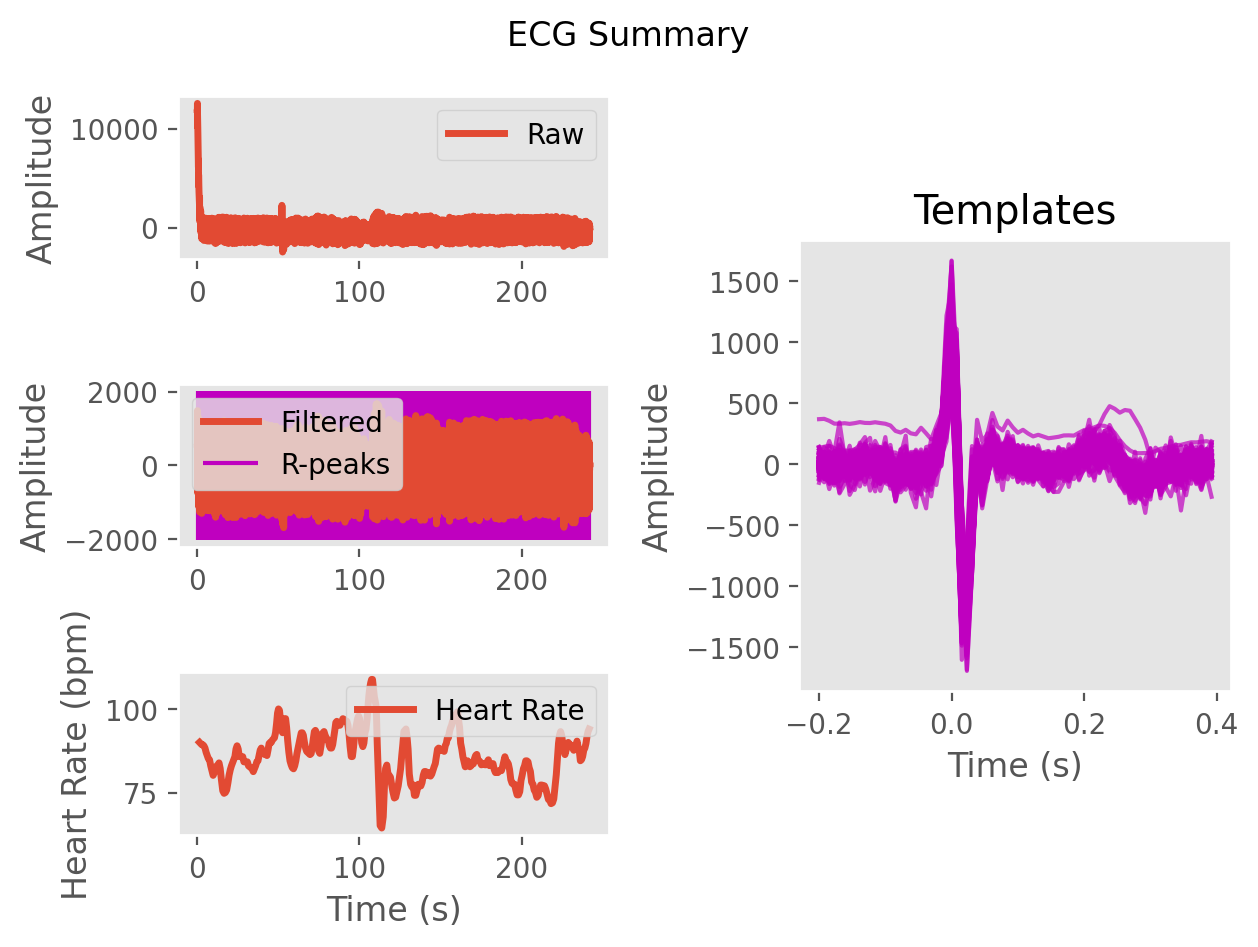 ECG Summary
Amplitude
10000
0
Raw
0
100
200
Amplitude
2000
0
−2000
Filtered
R-peaks
0
100
200
Heart Rate (bpm)
100
75
Heart Rate
0
100
200
Time (s)
Templates
Amplitude
1500
1000
500
0
−500
−1000
−1500
−0.2
0.0
0.2
0.4
Time (s)